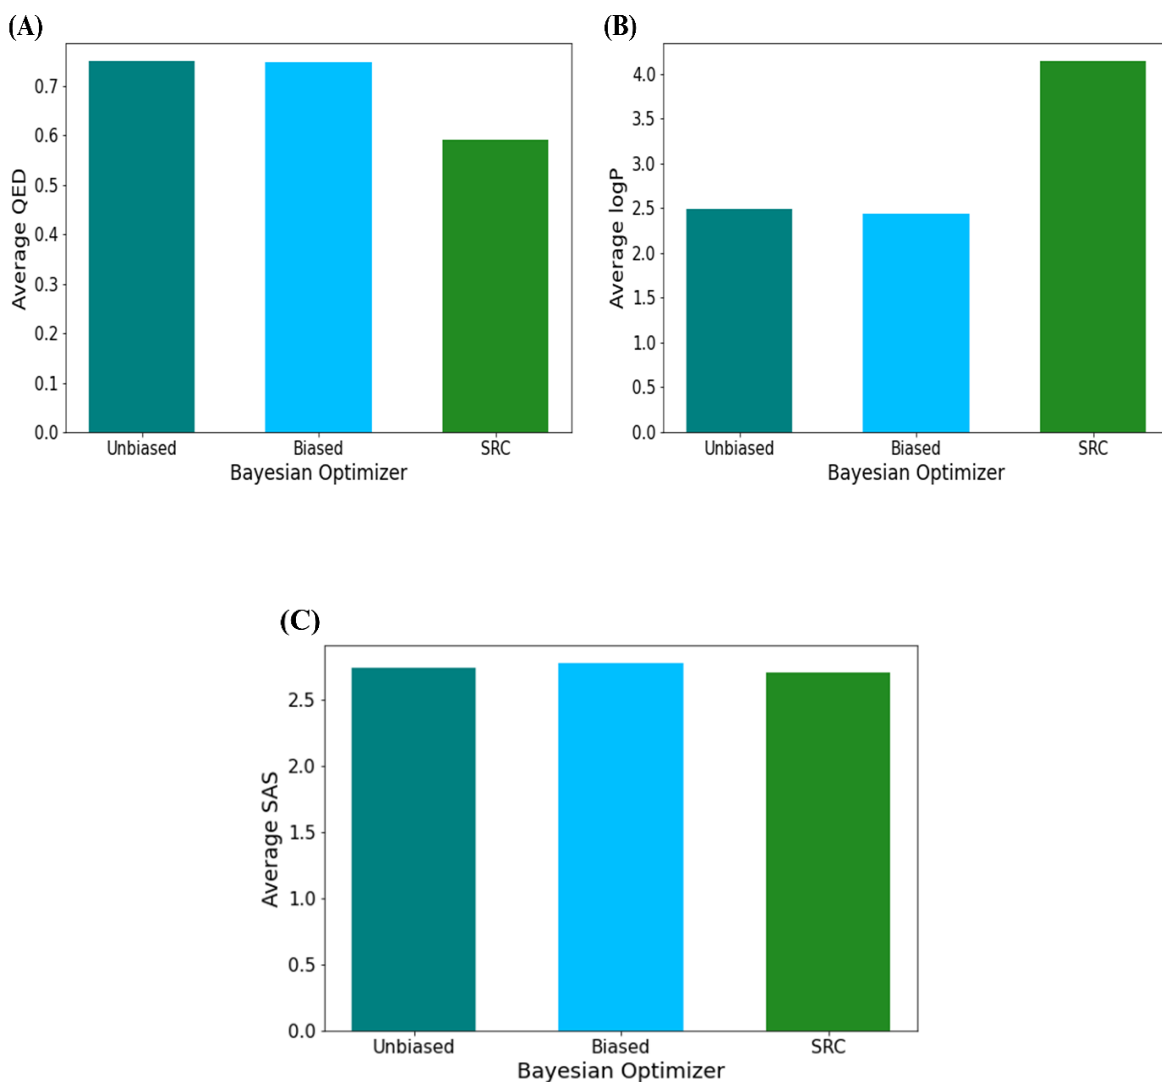 (A)
Average QED
0.7
0.6
0.5
0.4
0.3
0.2
0.1
0.0
Unbiased Biased SRC
Bayesian Optimizer
(B)
Average logP
4.0
3.5
3.0
2.5
2.0
1.5
1.0
0.5
0.0
Unbiased Biased SRC
Bayesian Optimizer
(C)
Average SAS
2.5
2.0
1.5
1.0
0.5
0.0
Unbiased Biased SRC
Bayesian Optimizer